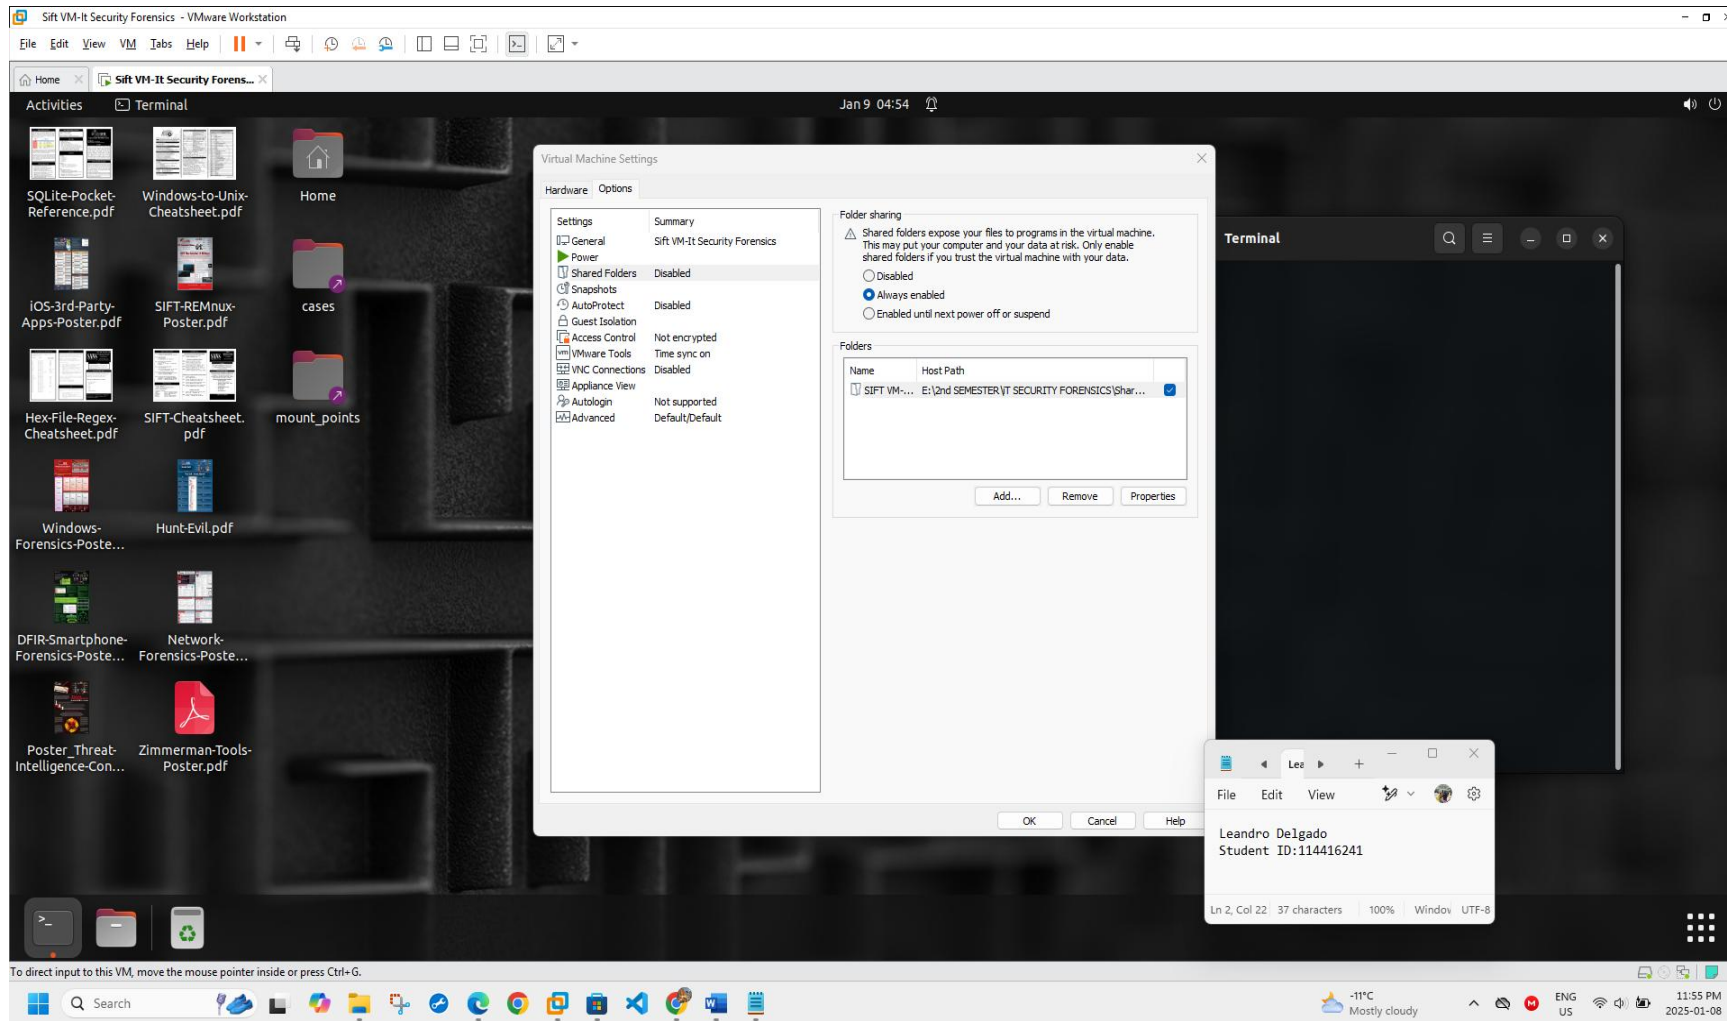 Sift VM-It Security Forensics - VMware Workstation
File Edit View VM Tabs Help
Home
Sift VM-It Security Forens...
Activities Terminal Jan 9 04:54
SQLite-Pocket-
Reference.pdf
Windows-to-Unix-
Cheatsheet.pdf
Home
iOS-3rd-Party-
Apps-Poster.pdf
SIFT-REMnux-
Poster.pdf
cases
Hex-File-Regex-
Cheatsheet.pdf
SIFT-Cheatsheet.
pdf
mount_points
Windows-
Forensics-Poste...
Hunt-Evil.pdf
DFIR-Smartphone-
Forensics-Poste...
Network-
Forensics-Poste...
Poster_Threat-
Intelligence-Con...
Zimmerman-Tools-
Poster.pdf
Virtual Machine Settings
Hardware Options
Settings Summary
General Sift VM-It Security Forensics
Power
Shared Folders Disabled
Snapshots
AutoProtect Disabled
Guest Isolation
Access Control Not encrypted
VMware Tools Time sync on
VNC Connections Disabled
Appliance View
Autologin Not supported
Advanced Default/Default
Folder sharing
Shared folders expose your files to programs in the virtual machine.
This may put your computer and your data at risk. Only enable
shared folders if you trust the virtual machine with your data.
Disabled
Always enabled
Enabled until next power off or suspend
Folders
Name Host Path
SIFT VM-... E:\2nd SEMESTER\IT SECURITY FORENSICS\Shar...
Add... Remove Properties
OK Cancel Help
Terminal
Lea
File Edit View
Leandro Delgado
Student ID:114416241
Ln 2, Col 22 37 characters 100% Window UTF-8
To direct input to this VM, move the mouse pointer inside or press Ctrl+G.
Search
-11°C
Mostly cloudy
ENG
US
11:55 PM
2025-01-08